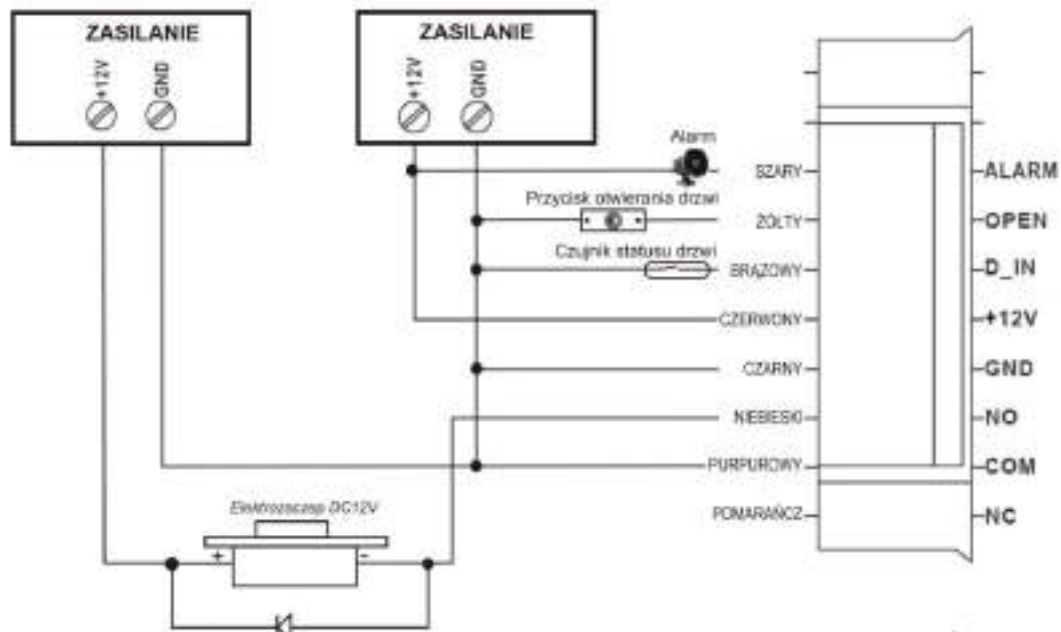 ZASILANIE
+12V
GND
ZASILANIE
+12V
GND
Alarm
SZARY
ALARM
Przycisk otwierania drzwi
ŻÓŁTY
OPEN
Czujnik statusu drzwi
BRĄZOWY
D_IN
CZERWONY
+12V
CZARNY
GND
NIEBIESKI
NO
PURPUROWY
COM
Elektrozaczep DC12V
+
-
POMARAŃCZ
NC